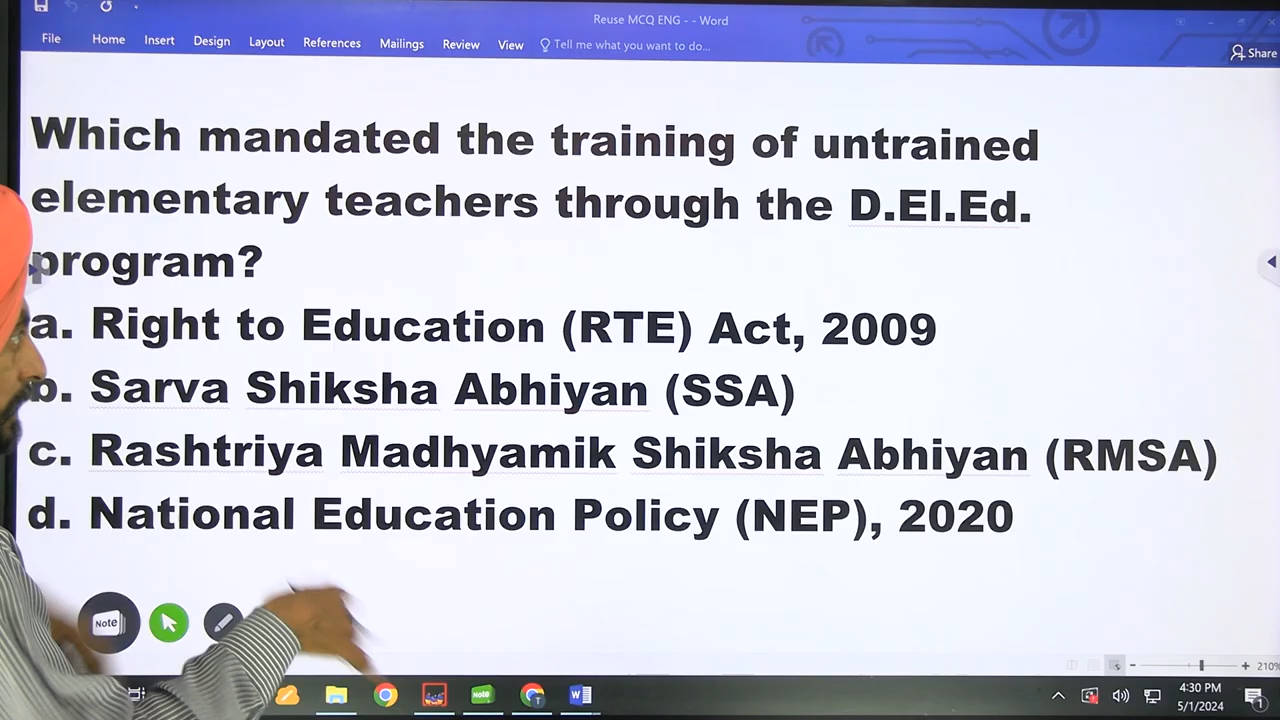 Reuse MCQ ENG - - Word
File Home Insert Design Layout References Mailings Review View Tell me what you want to do...
Share
Which mandated the training of untrained
elementary teachers through the D.El.Ed.
program?
a. Right to Education (RTE) Act, 2009
b. Sarva Shiksha Abhiyan (SSA)
c. Rashtriya Madhyamik Shiksha Abhiyan (RMSA)
d. National Education Policy (NEP), 2020
Note
210%
Note
T
4:30 PM
5/1/2024
1